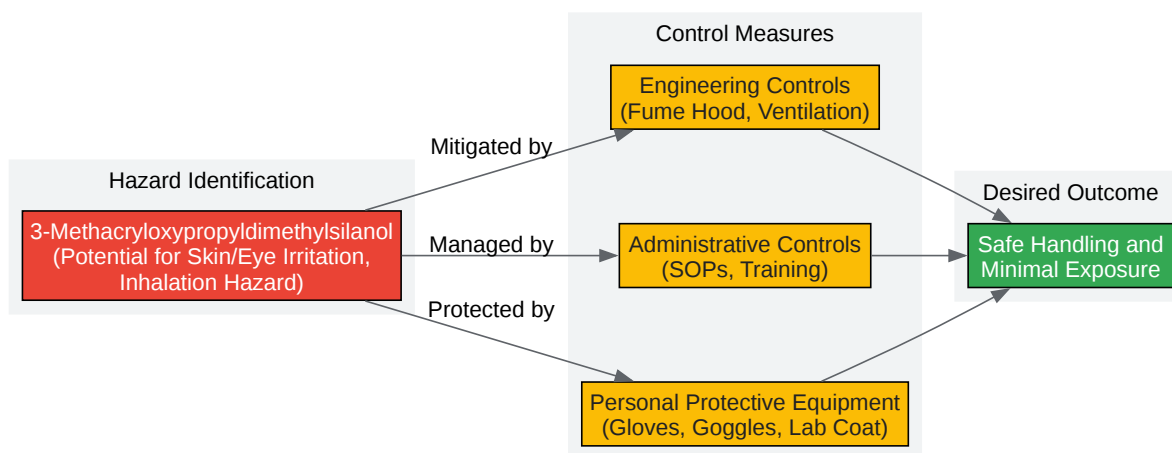 Control Measures
Engineering Controls
(Fume Hood, Ventilation)
Mitigated by
Hazard Identification
3-Methacryloxypropyldimethylsilanol
(Potential for Skin/Eye Irritation,
Inhalation Hazard)
Managed by
Administrative Controls
(SOPs, Training)
Protected by
Personal Protective Equipment
(Gloves, Goggles, Lab Coat)
Desired Outcome
Safe Handling and
Minimal Exposure